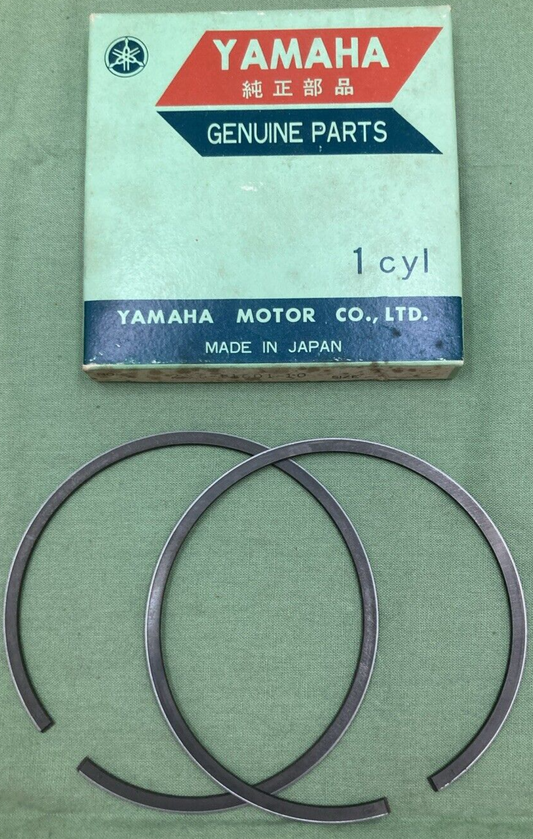 YAMAHA
純正部品
GENUINE PARTS
1 cyl
YAMAHA MOTOR CO., LTD.
MADE IN JAPAN